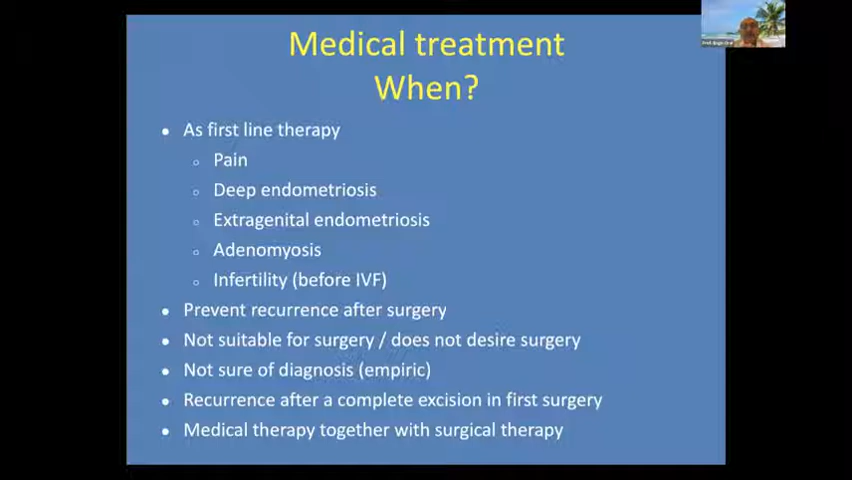 Medical treatment
When?
• As first line therapy
○ Pain
○ Deep endometriosis
○ Extragenital endometriosis
○ Adenomyosis
○ Infertility (before IVF)
• Prevent recurrence after surgery
• Not suitable for surgery / does not desire surgery
• Not sure of diagnosis (empiric)
• Recurrence after a complete excision in first surgery
• Medical therapy together with surgical therapy